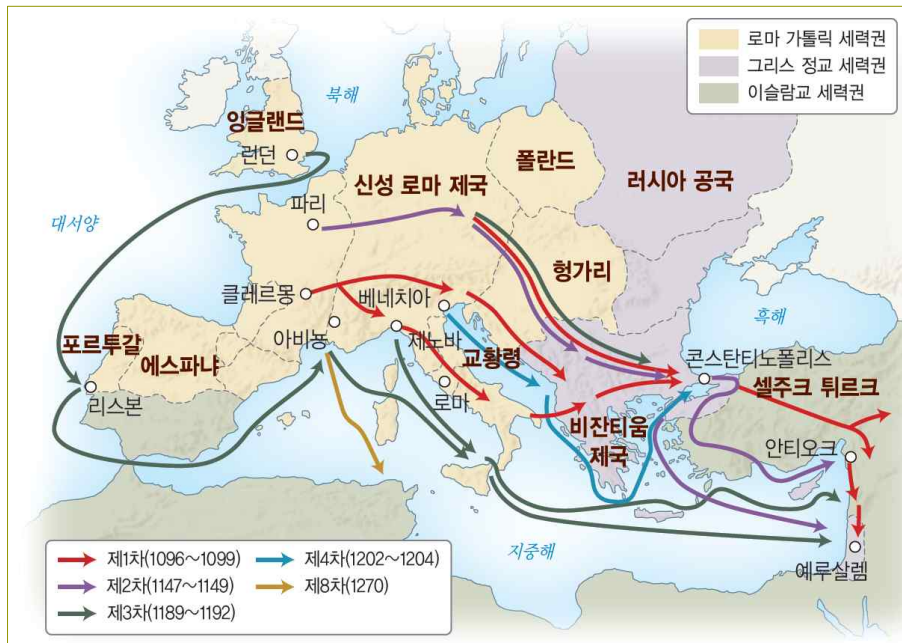 로마 가톨릭 세력권
그리스 정교 세력권
이슬람교 세력권
북해
잉글랜드
런던
폴란드
신성 로마 제국
러시아 공국
파리
대서양
헝가리
클레르몽
베네치아
흑해
포르투갈
에스파냐
아비뇽
제노바
교황령
콘스탄티노폴리스
셀주크 튀르크
리스본
로마
비잔티움
제국
안티오크
지중해
예루살렘
제1차(1096~1099)
제4차(1202~1204)
제2차(1147~1149)
제8차(1270)
제3차(1189~1192)